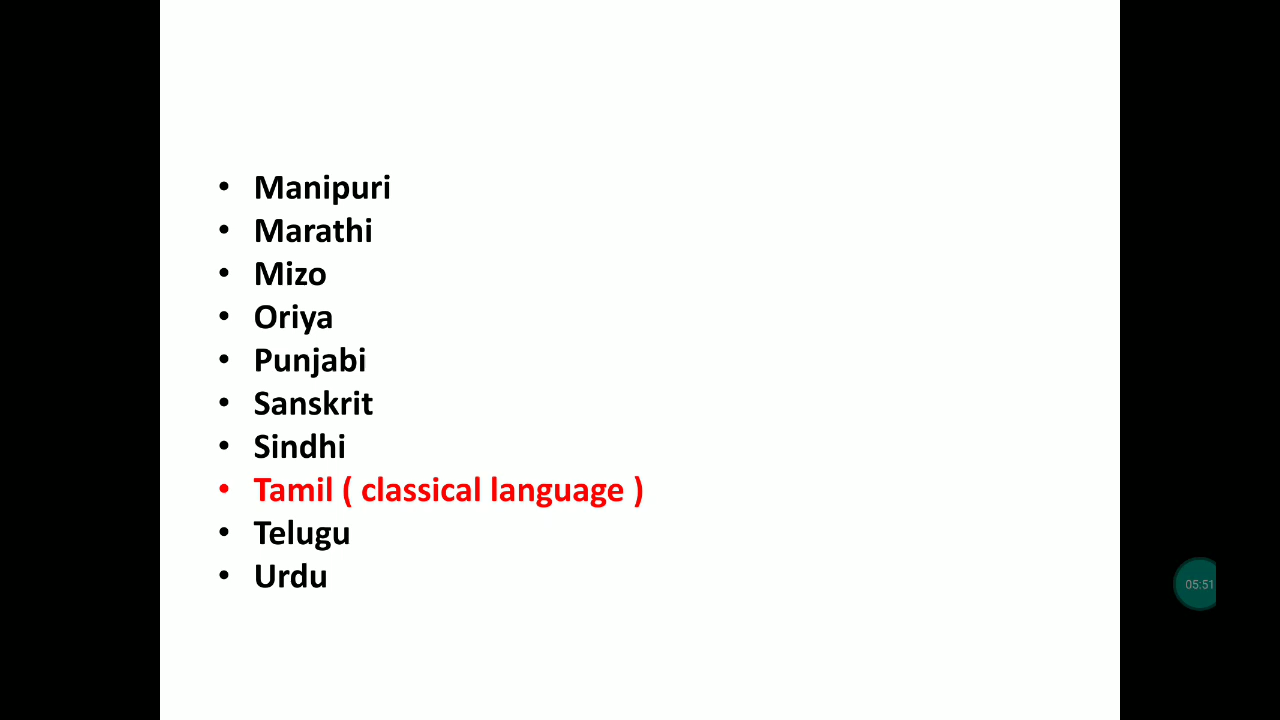 • Manipuri
• Marathi
• Mizo
• Oriya
• Punjabi
• Sanskrit
• Sindhi
• Tamil ( classical language )
• Telugu
• Urdu
05:51